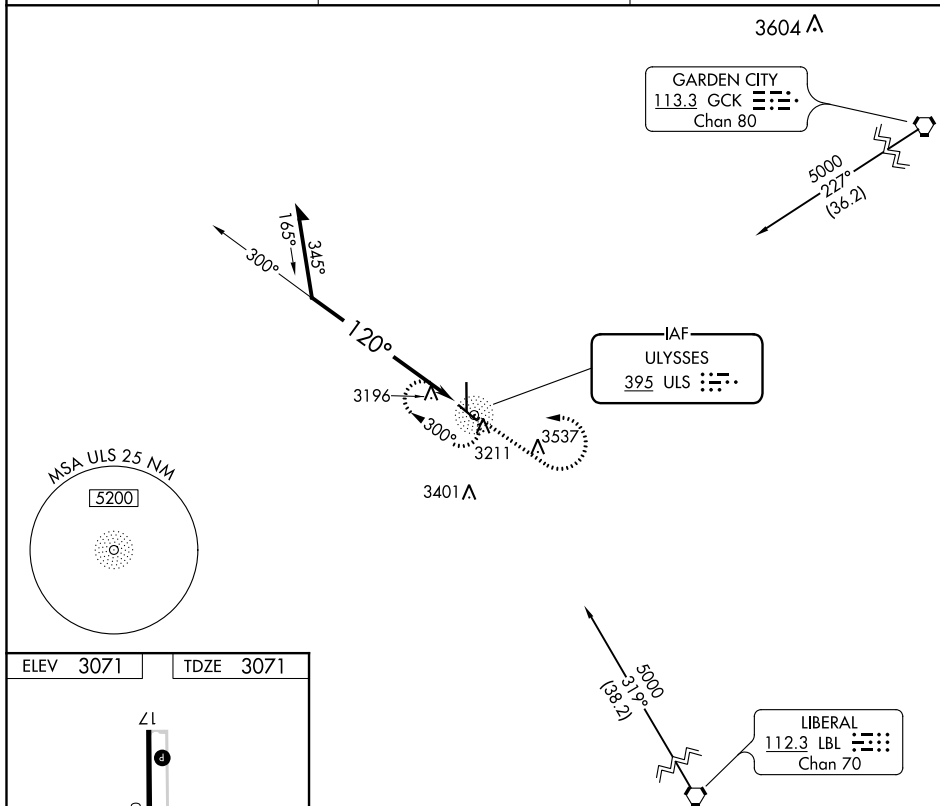 3604
GARDEN CITY
113.3 GCK
Chan 80
5000
227°
(36.2)
165°
345°
300°
120°
IAF
ULYSSES
395 ULS
3196
300°
3211
3537
3401
MSA ULS 25 NM
5200
ELEV 3071
TDZE 3071
17
P
5000
319°
(38.2)
LIBERAL
112.3 LBL
Chan 70